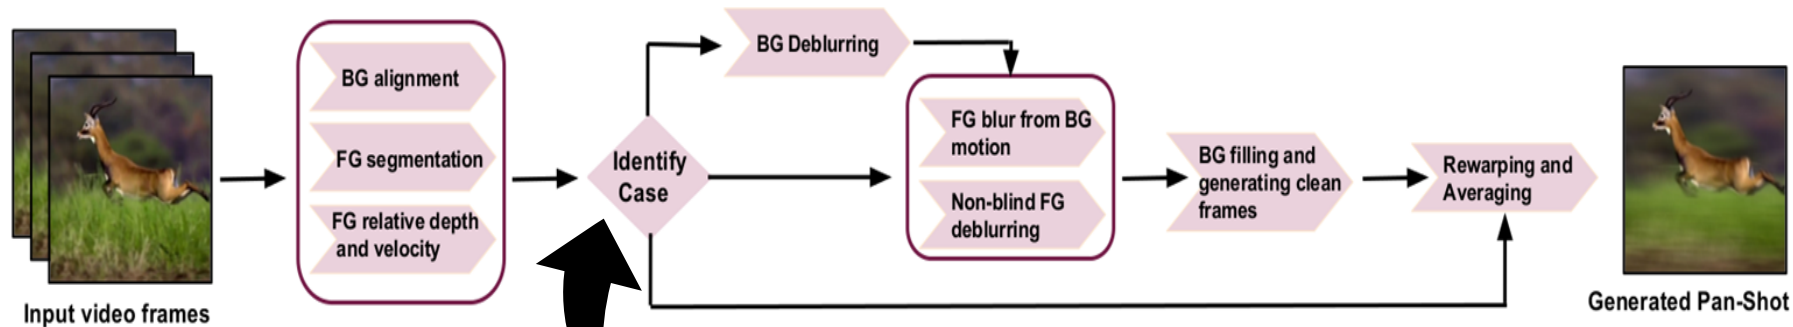 Input video frames
BG alignment
FG segmentation
FG relative depth
and velocity
Identify
Case
BG Deblurring
FG blur from BG
motion
Non-blind FG
deblurring
BG filling and
generating clean
frames
Rewarping and
Averaging
Generated Pan-Shot